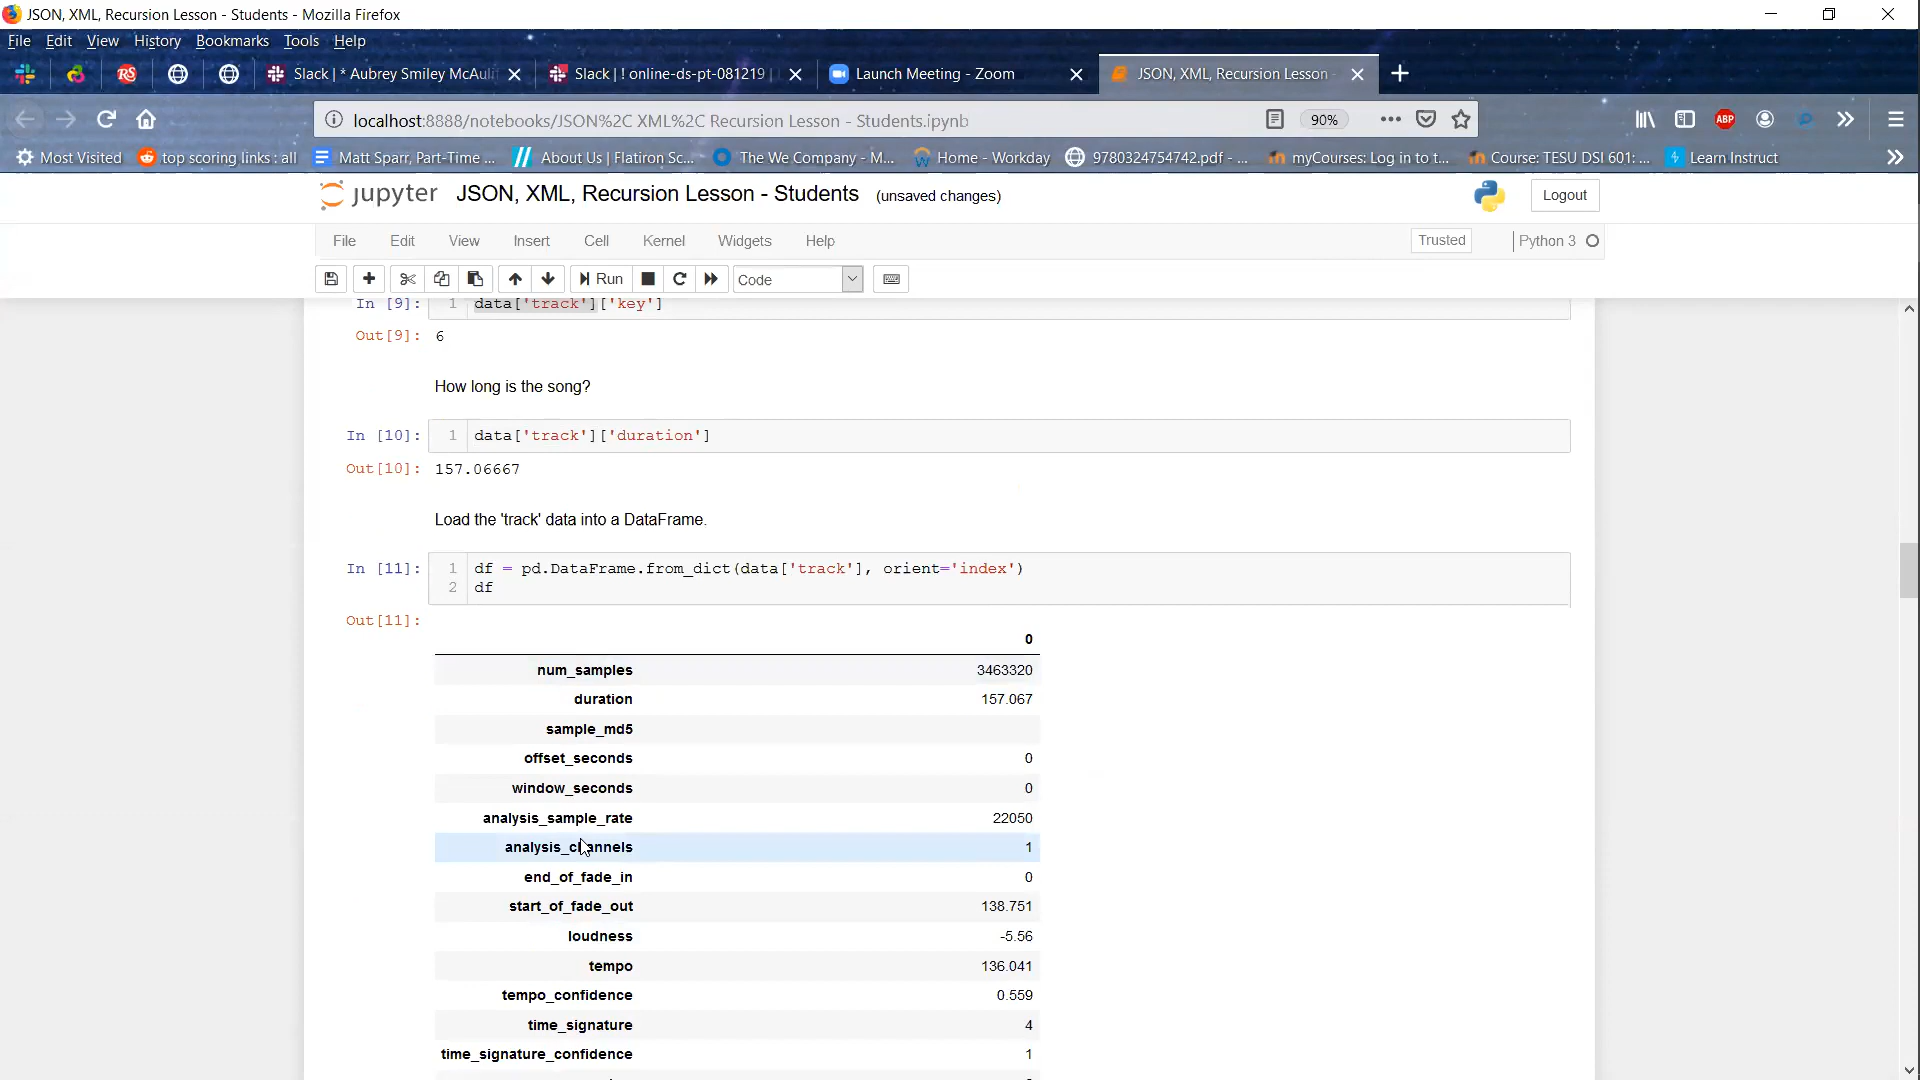 JSON, XML, Recursion Lesson - Students - Mozilla Firefox
File Edit View History Bookmarks Tools Help
RS Slack | * Aubrey Smiley McAuli Slack | ! online-ds-pt-081219 | Launch Meeting - Zoom JSON, XML, Recursion Lesson -
localhost:8888/notebooks/JSON%2C XML%2C Recursion Lesson - Students.ipynb 90% ABP
Most Visited top scoring links : all Matt Sparr, Part-Time ... About Us | Flatiron Sc... The We Company - M... Home - Workday 9780324754742.pdf - ... myCourses: Log in to t... Course: TESU DSI 601: ... Learn Instruct
jupyter JSON, XML, Recursion Lesson - Students (unsaved changes) Logout
File Edit View Insert Cell Kernel Widgets Help Trusted Python 3
Run Code
In [9]: 1 data['track']['key']
Out[9]: 6
How long is the song?
In [10]: 1 data['track']['duration']
Out[10]: 157.06667
Load the 'track' data into a DataFrame.
In [11]: 1 df = pd.DataFrame.from_dict(data['track'], orient='index')
2 df
Out[11]:
0
num_samples 3463320
duration 157.067
sample_md5
offset_seconds 0
window_seconds 0
analysis_sample_rate 22050
analysis_channels 1
end_of_fade_in 0
start_of_fade_out 138.751
loudness -5.56
tempo 136.041
tempo_confidence 0.559
time_signature 4
time_signature_confidence 1